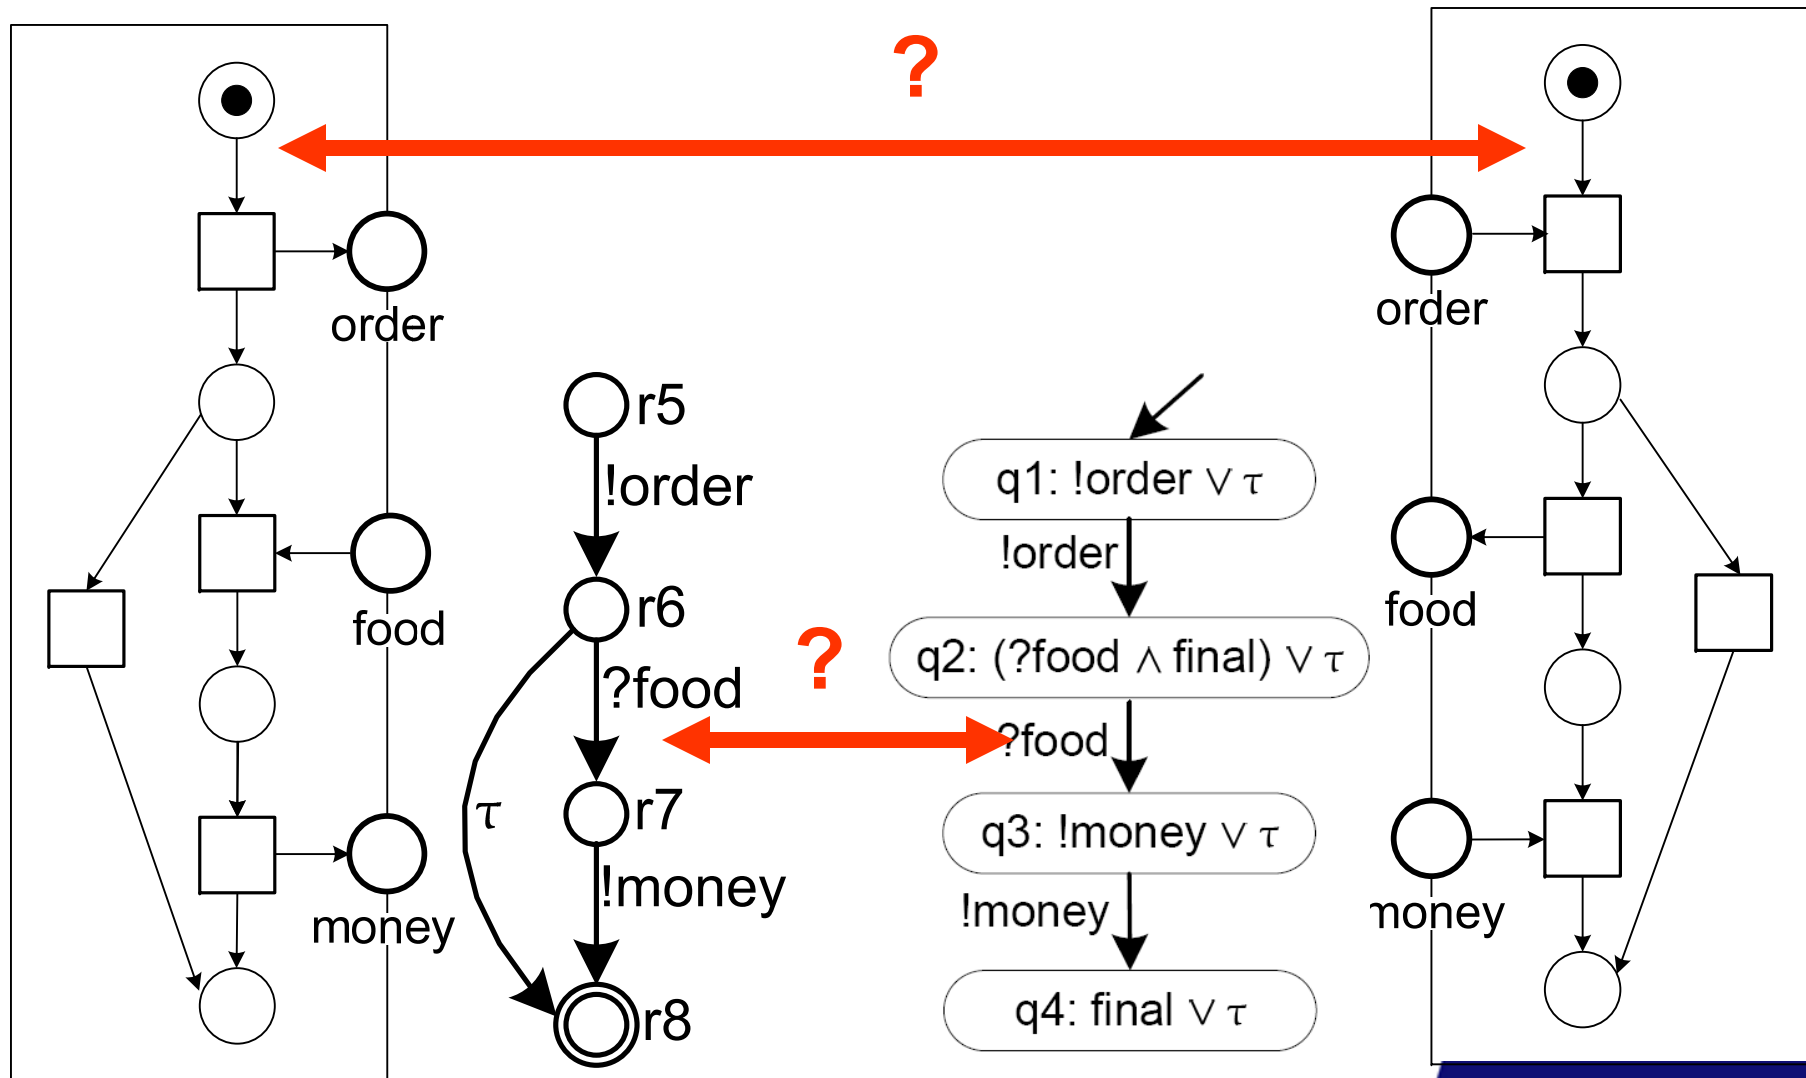 ?
order
food
money
r5
!order
r6
?food
τ
r7
!money
r8
?
q1: !order ∨ τ
!order
q2: (?food ∧ final) ∨ τ
?food
q3: !money ∨ τ
!money
q4: final ∨ τ
order
food
money